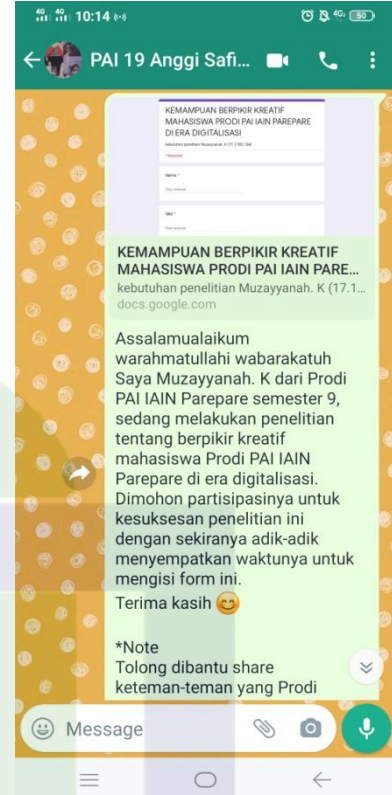 10:14
4G 50
PAI 19 Anggi Safi...
KEMAMPUAN BERPIKIR KREATIF
MAHASISWA PRODI PAI IAIN PAREPARE
DI ERA DIGITALISASI
*Required
Nama *
NIM *
KEMAMPUAN BERPIKIR KREATIF
MAHASISWA PRODI PAI IAIN PARE...
kebutuhan penelitian Muzayyanah. K (17.1...
docs.google.com
Assalamualaikum
warahmatullahi wabarakatuh
Saya Muzayyanah. K dari Prodi
PAI IAIN Parepare semester 9,
sedang melakukan penelitian
tentang berpikir kreatif
mahasiswa Prodi PAI IAIN
Parepare di era digitalisasi.
Dimohon partisipasinya untuk
kesuksesan penelitian ini
dengan sekiranya adik-adik
menyempatkan waktunya untuk
mengisi form ini.
Terima kasih 😊
*Note
Tolong dibantu share
keteman-teman yang Prodi
Message